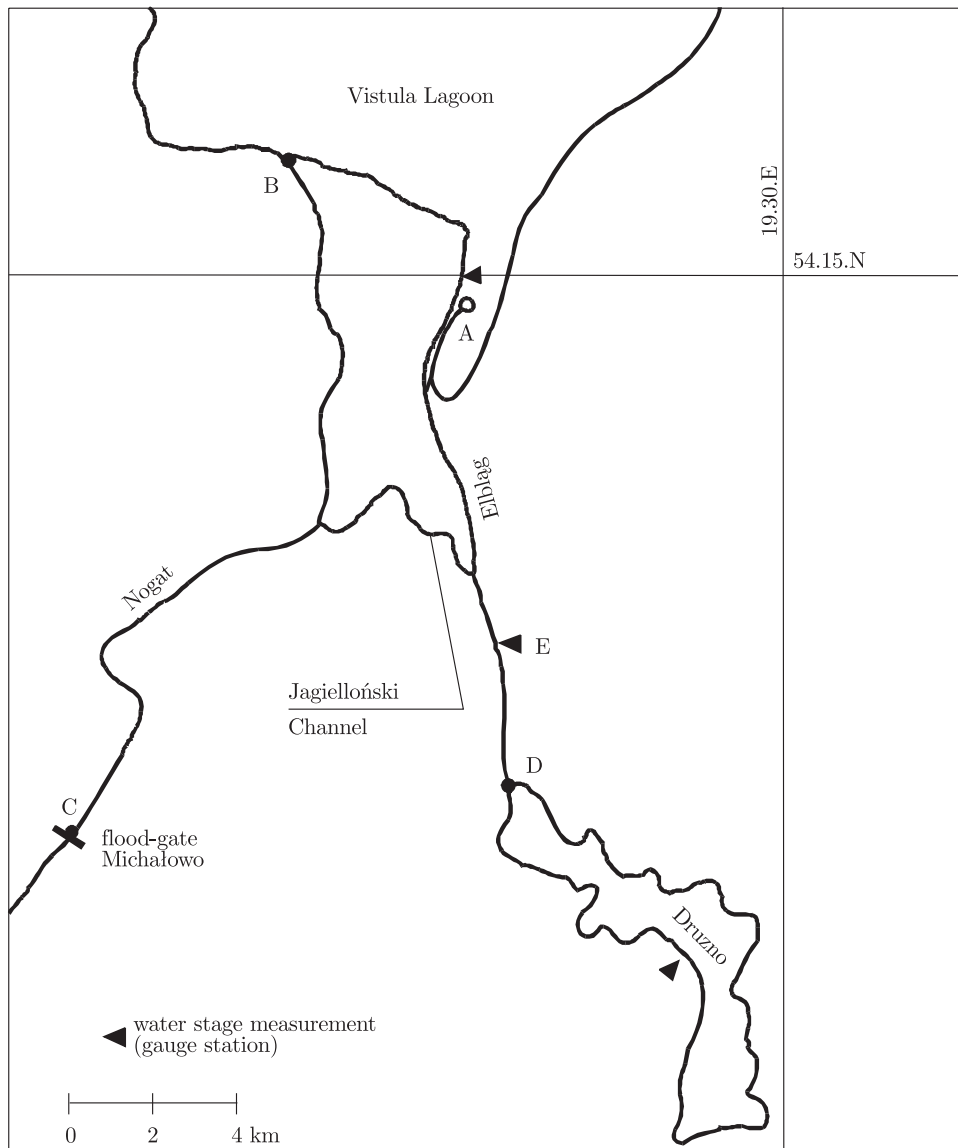 Vistula Lagoon
B
19.30.E
54.15.N
A
Elbląg
Nogat
E
Jagielloński
Channel
D
C
flood-gate
Michałowo
Druzno
water stage measurement
(gauge station)
0 2 4 km